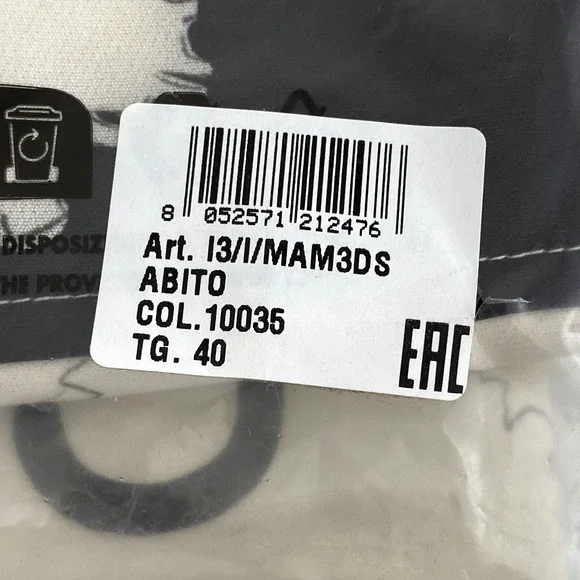 8 052571 212476
Art. I3/I/MAM3DS
ABITO
COL.10035
TG. 40
EAC
DISPOSIZ
HE PROV